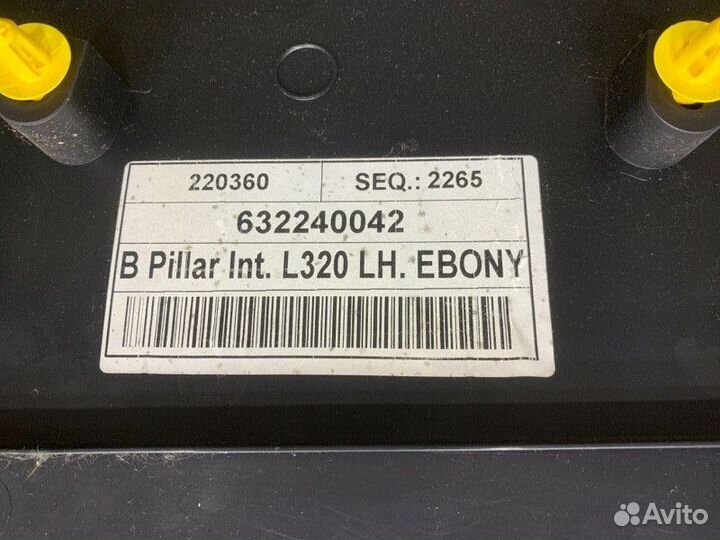 220360 SEQ.: 2265
632240042
B Pillar Int. L320 LH. EBONY
Avito